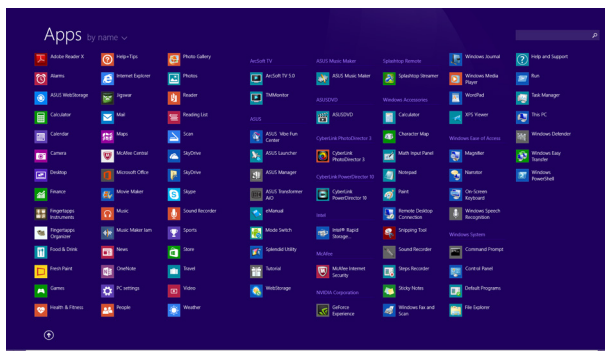 Apps by name
Adobe Reader X
Alarms
ASUS WebStorage
Calculator
Calendar
Camera
Desktop
Finance
Fingertapps
Instruments
Fingertapps
Organizer
Food & Drink
Fresh Paint
Games
Health & Fitness
Help+Tips
Internet Explorer
Jigswar
Mail
Maps
McAfee Central
Microsoft Office
Movie Maker
Music
Music Maker Jam
News
OneNote
PC settings
People
Photo Gallery
Photos
Reader
Reading List
Scan
SkyDrive
SkyDrive
Skype
Sound Recorder
Sports
Store
Travel
Video
Weather
ArcSoft TV
ArcSoft TV 5.0
TMMonitor
ASUS
ASUS Vibe Fun
Center
ASUS Launcher
ASUS Manager
ASUS Transformer
AiO
eManual
Mode Switch
Splendid Utility
Tutorial
WebStorage
ASUS Music Maker
ASUS Music Maker
ASUSDVD
ASUSDVD
CyberLink PhotoDirector 3
CyberLink
PhotoDirector 3
CyberLink PowerDirector 10
CyberLink
PowerDirector 10
Intel
Intel® Rapid
Storage...
McAfee
McAfee Internet
Security
NVIDIA Corporation
GeForce
Experience
Splashtop Remote
Splashtop Streamer
Windows Accessories
Calculator
Character Map
Math Input Panel
Notepad
Paint
Remote Desktop
Connection
Snipping Tool
Sound Recorder
Steps Recorder
Sticky Notes
Windows Fax and
Scan
Windows Journal
Windows Media
Player
WordPad
XPS Viewer
Windows Ease of Access
Magnifier
Narrator
On-Screen
Keyboard
Windows Speech
Recognition
Windows System
Command Prompt
Control Panel
Default Programs
File Explorer
Help and Support
Run
Task Manager
This PC
Windows Defender
Windows Easy
Transfer
Windows
PowerShell